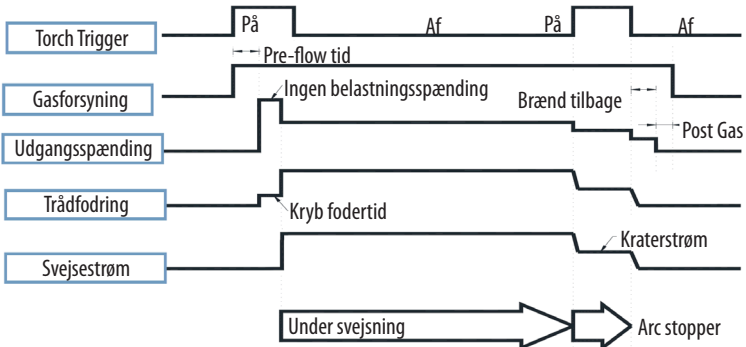 Torch Trigger
På
Af
På
Af
Pre-flow tid
Gasforsyning
Ingen belastningsspænding
Brænd tilbage
Post Gas
Udgangsspænding
Trådfodring
Kryb fodertid
Svejsestrøm
Kraterstrøm
Under svejsning
Arc stopper